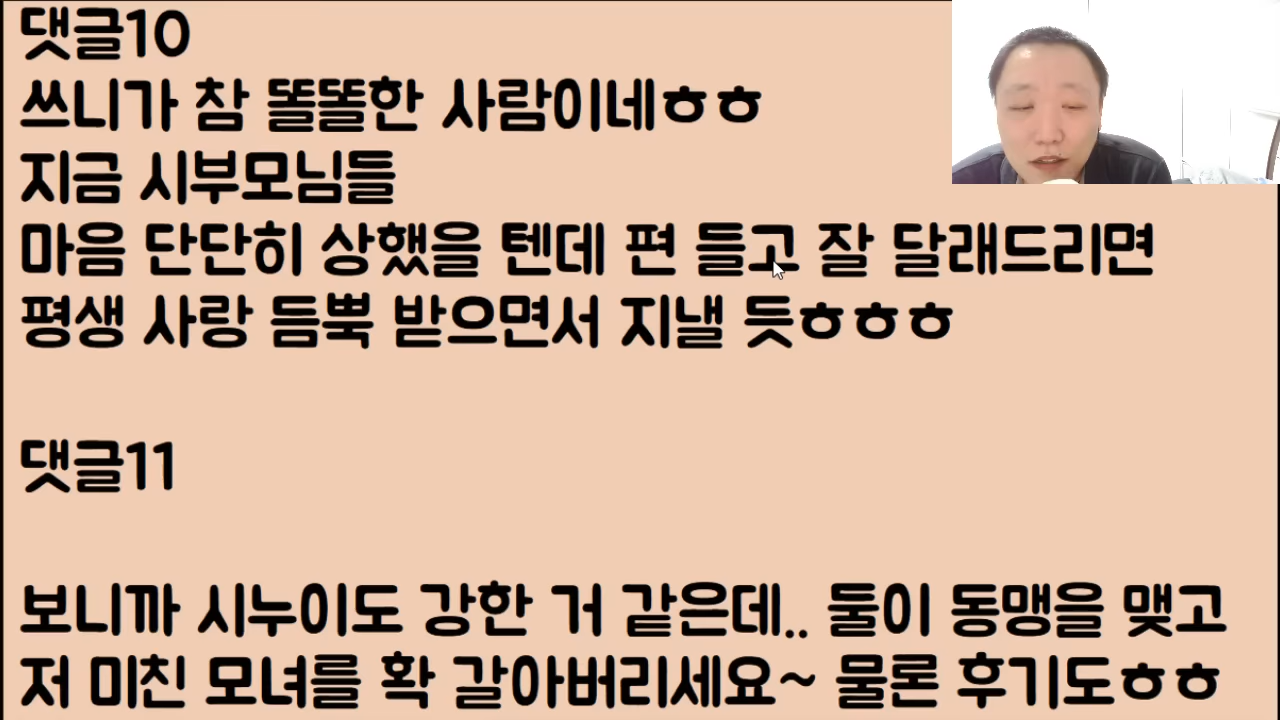 댓글10
쓰니가 참 똘똘한 사람이네ㅎㅎ
지금 시부모님들
마음 단단히 상했을 텐데 편 들고 잘 달래드리면
평생 사랑 듬뿍 받으면서 지낼 듯ㅎㅎㅎ
댓글11
보니까 시누이도 강한 거 같은데.. 둘이 동맹을 맺고
저 미친 모녀를 확 갈아버리세요~ 물론 후기도ㅎㅎ